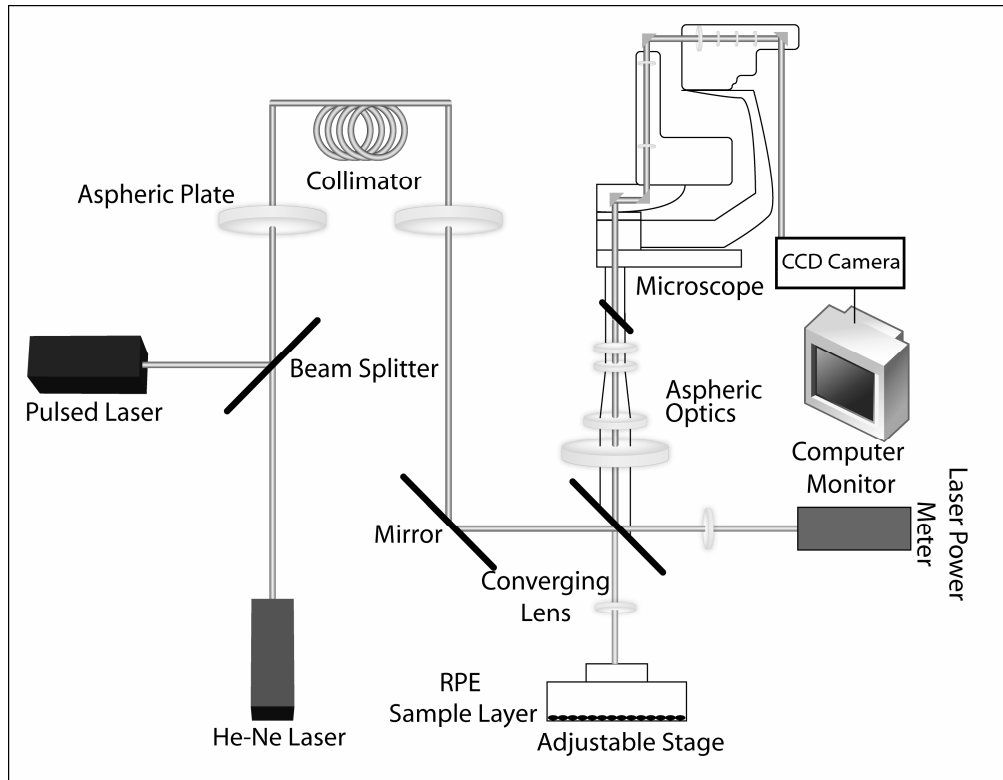 Collimator
Aspheric Plate
CCD Camera
Microscope
Beam Splitter
Pulsed Laser
Aspheric
Optics
Computer
Monitor
Laser Power
Meter
Mirror
Converging
Lens
RPE
Sample Layer
He-Ne Laser
Adjustable Stage